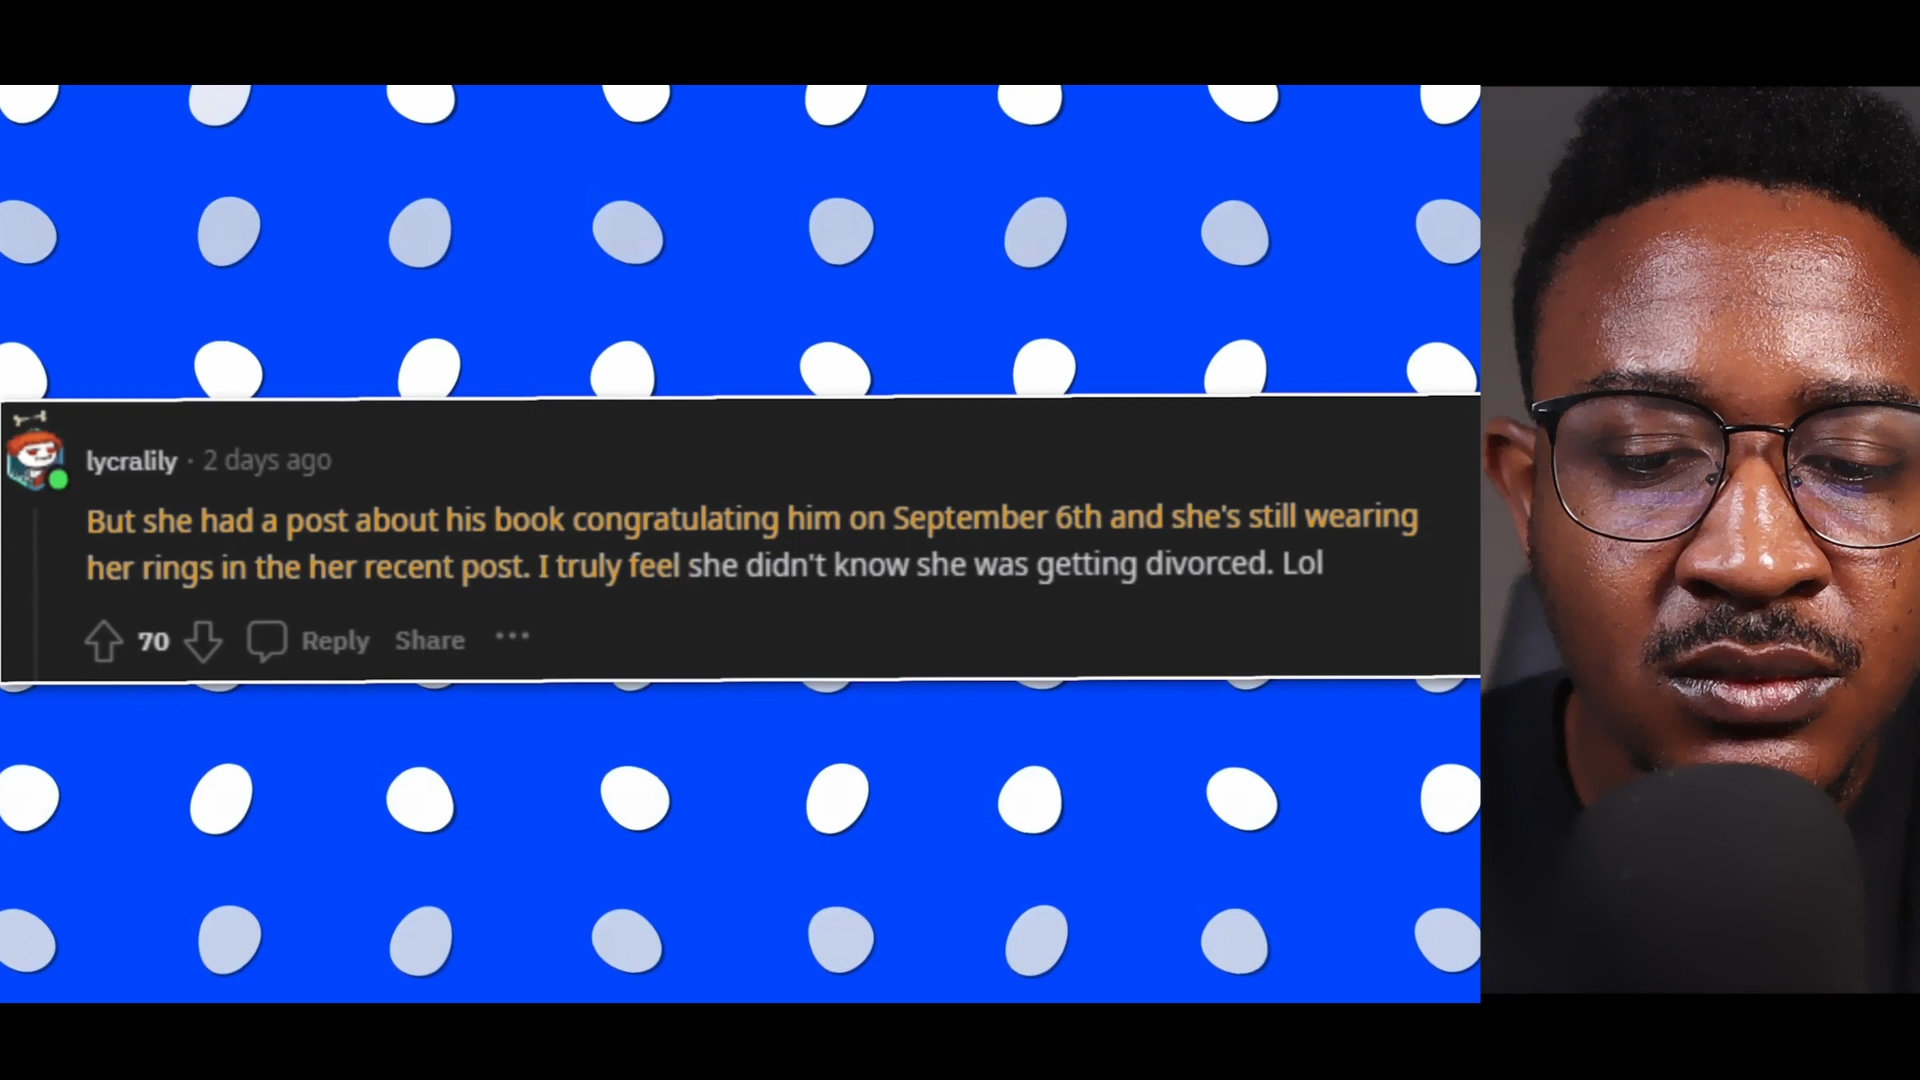 lycralily · 2 days ago
But she had a post about his book congratulating him on September 6th and she's still wearing
her rings in the her recent post. I truly feel she didn't know she was getting divorced. Lol
70 Reply Share ···